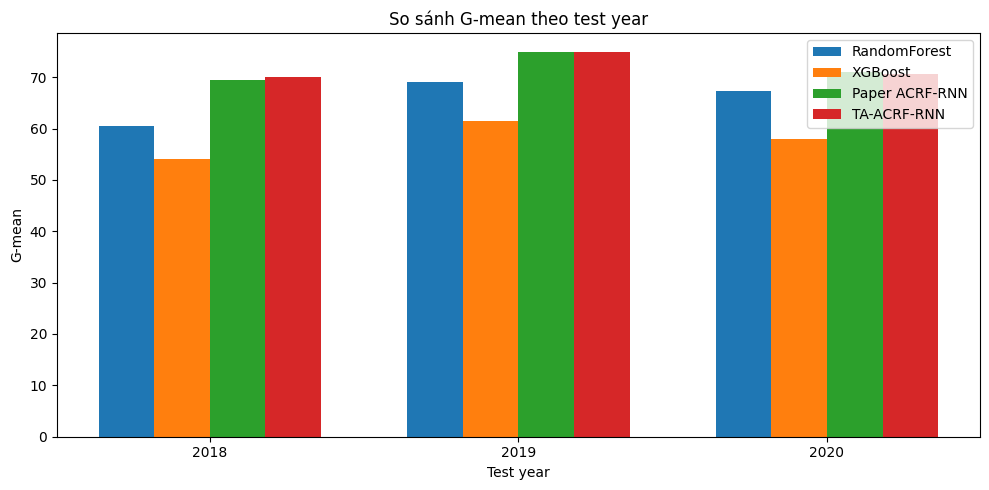 So sánh G-mean theo test year
RandomForest
XGBoost
Paper ACRF-RNN
TA-ACRF-RNN
G-mean
70
60
50
40
30
20
10
0
2018
2019
2020
Test year